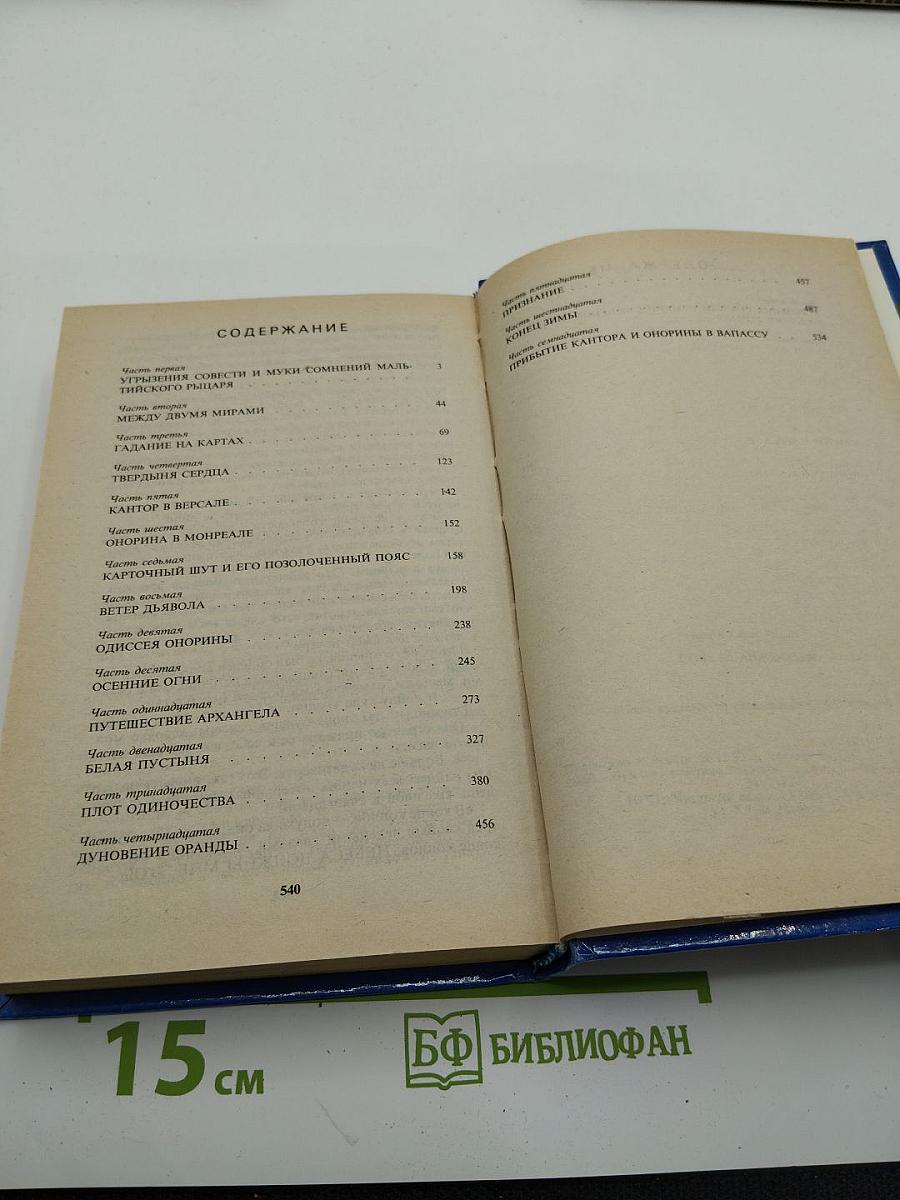 СОДЕРЖАНИЕ
Часть первая
УГРЫЗЕНИЯ СОВЕСТИ И МУКИ СОМНЕНИЙ МАЛЬ-
ТИЙСКОГО РЫЦАРЯ . . . . . . . . . . . . 3
Часть вторая
МЕЖДУ ДВУМЯ МИРАМИ . . . . . . . . . . 44
Часть третья
ГАДАНИЕ НА КАРТАХ . . . . . . . . . . . 69
Часть четвертая
ТВЕРДЫНЯ СЕРДЦА . . . . . . . . . . . . 123
Часть пятая
КАНТОР В ВЕРСАЛЕ . . . . . . . . . . . . 142
Часть шестая
ОНОРИНА В МОНРЕАЛЕ . . . . . . . . . . 152
Часть седьмая
КАРТОЧНЫЙ ШУТ И ЕГО ПОЗОЛОЧЕННЫЙ ПОЯС 158
Часть восьмая
ВЕТЕР ДЬЯВОЛА . . . . . . . . . . . . 198
Часть девятая
ОДИССЕЯ ОНОРИНЫ . . . . . . . . . . . 238
Часть десятая
ОСЕННИЕ ОГНИ . . . . . . . . . . . . 245
Часть одиннадцатая
ПУТЕШЕСТВИЕ АРХАНГЕЛА . . . . . . . . 273
Часть двенадцатая
БЕЛАЯ ПУСТЫНЯ . . . . . . . . . . . . 327
Часть тринадцатая
ПЛОТ ОДИНОЧЕСТВА . . . . . . . . . . . 380
Часть четырнадцатая
ДУНОВЕНИЕ ОРАНДЫ . . . . . . . . . . . 456
540
Часть пятнадцатая
ПРИЗНАНИЕ . . . . . . . . . . . . 457
Часть шестнадцатая
КОНЕЦ ЗИМЫ . . . . . . . . . . . . 487
Часть семнадцатая
ПРИБЫТИЕ КАНТОРА И ОНОРИНЫ В ВАПАССУ . . 534
15 см
БФ БИБЛИОФАН